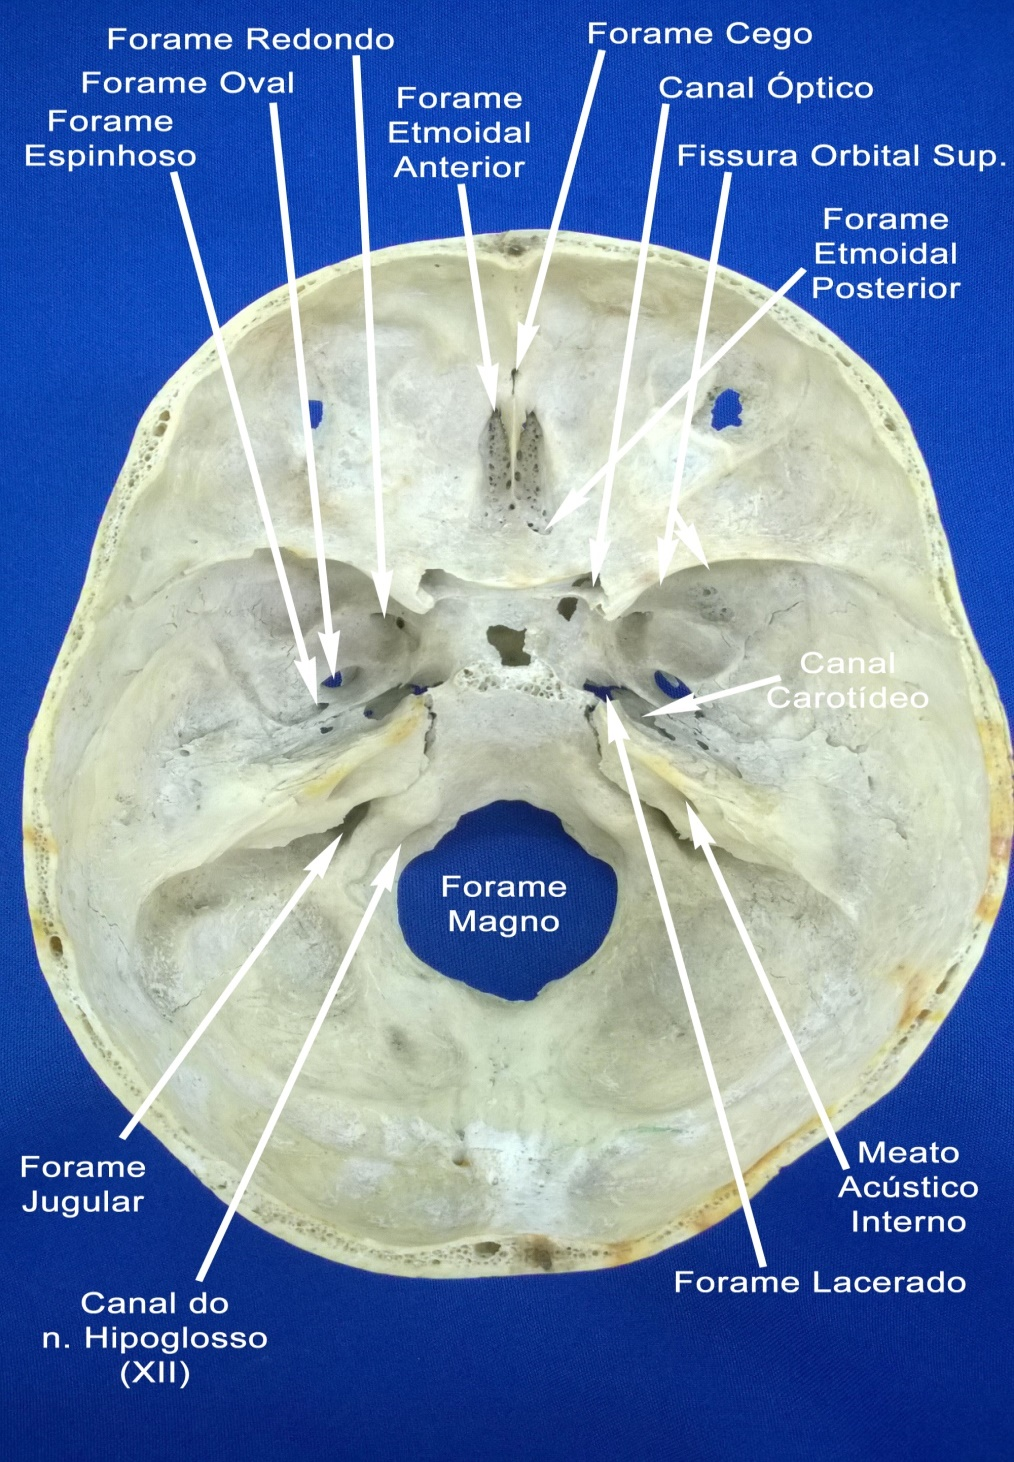 Forame Redondo
Forame Oval
Forame
Espinhoso
Forame
Etmoidal
Anterior
Forame Cego
Canal Óptico
Fissura Orbital Sup.
Forame
Etmoidal
Posterior
Canal
Carotídeo
Forame
Magno
Forame
Jugular
Canal do
n. Hipoglosso
(XII)
Meato
Acústico
Interno
Forame Lacerado